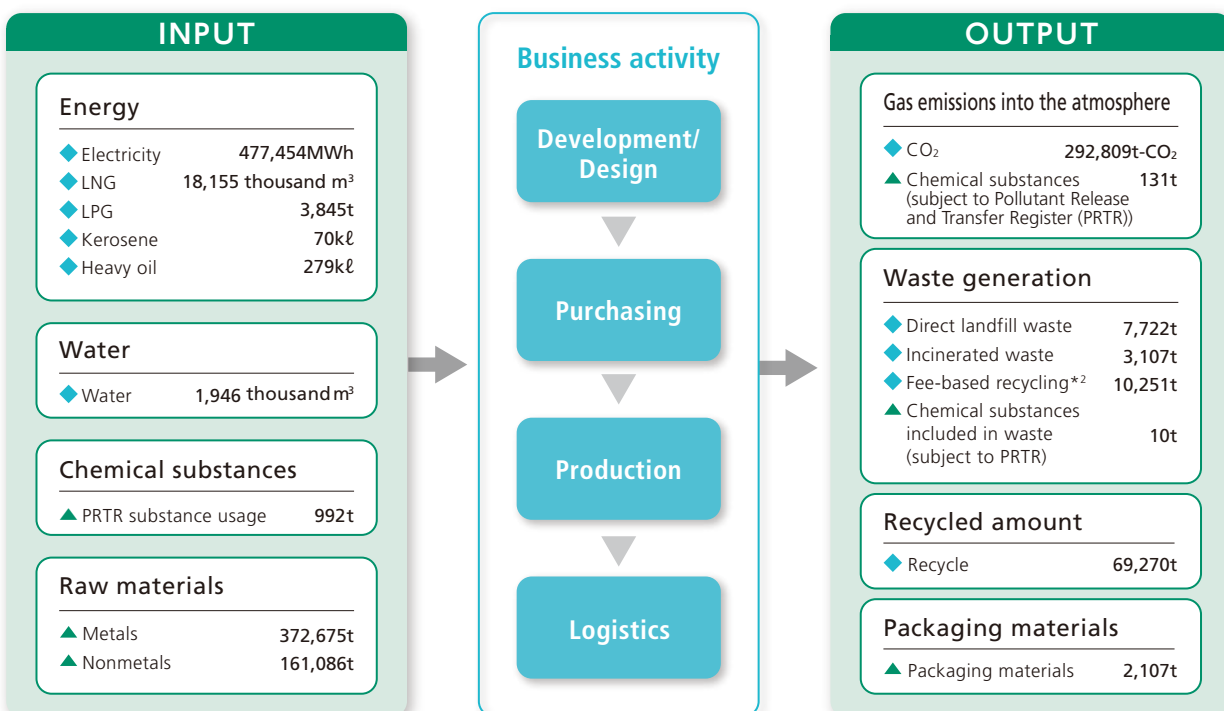 INPUT
Energy
◆ Electricity 477,454MWh
◆ LNG 18,155 thousand m³
◆ LPG 3,845t
◆ Kerosene 70kℓ
◆ Heavy oil 279kℓ
Water
◆ Water 1,946 thousand m³
Chemical substances
▲ PRTR substance usage 992t
Raw materials
▲ Metals 372,675t
▲ Nonmetals 161,086t
Business activity
Development/
Design
Purchasing
Production
Logistics
OUTPUT
Gas emissions into the atmosphere
◆ CO₂ 292,809t-CO₂
▲ Chemical substances 131t
(subject to Pollutant Release
and Transfer Register (PRTR))
Waste generation
◆ Direct landfill waste 7,722t
◆ Incinerated waste 3,107t
◆ Fee-based recycling*² 10,251t
▲ Chemical substances
included in waste 10t
(subject to PRTR)
Recycled amount
◆ Recycle 69,270t
Packaging materials
▲ Packaging materials 2,107t